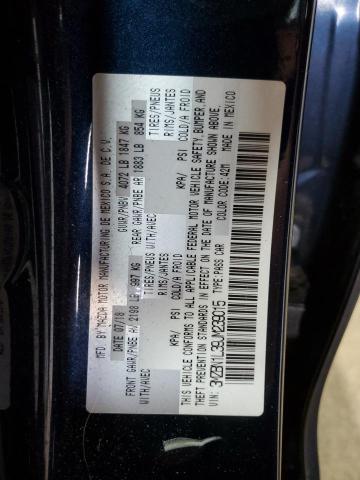 MFD. BY MAZDA MOTOR MANUFACTURING DE MEXICO S.A. DE C.V.
DATE 07/18 GVWR/PNBV 4072 LB 1847 KG
FRONT GAWR/PNBE AV 2198 LB 997 KG REAR GAWR/PNBE AR 1883 LB 854 KG
WITH/AVEC TIRES/PNEUS WITH/AVEC TIRES/PNEUS
RIMS/JANTES RIMS/JANTES
KPA/ PSI COLD/A FROID KPA/ PSI COLD/A FROID
THIS VEHICLE CONFORMS TO ALL APPLICABLE FEDERAL MOTOR VEHICLE SAFETY, BUMPER, AND
THEFT PREVENTION STANDARDS IN EFFECT ON THE DATE OF MANUFACTURE SHOWN ABOVE.
VIN: 3MZBN1L39JM239015 TYPE PASS CAR COLOR CODE:42M MADE IN MEXICO